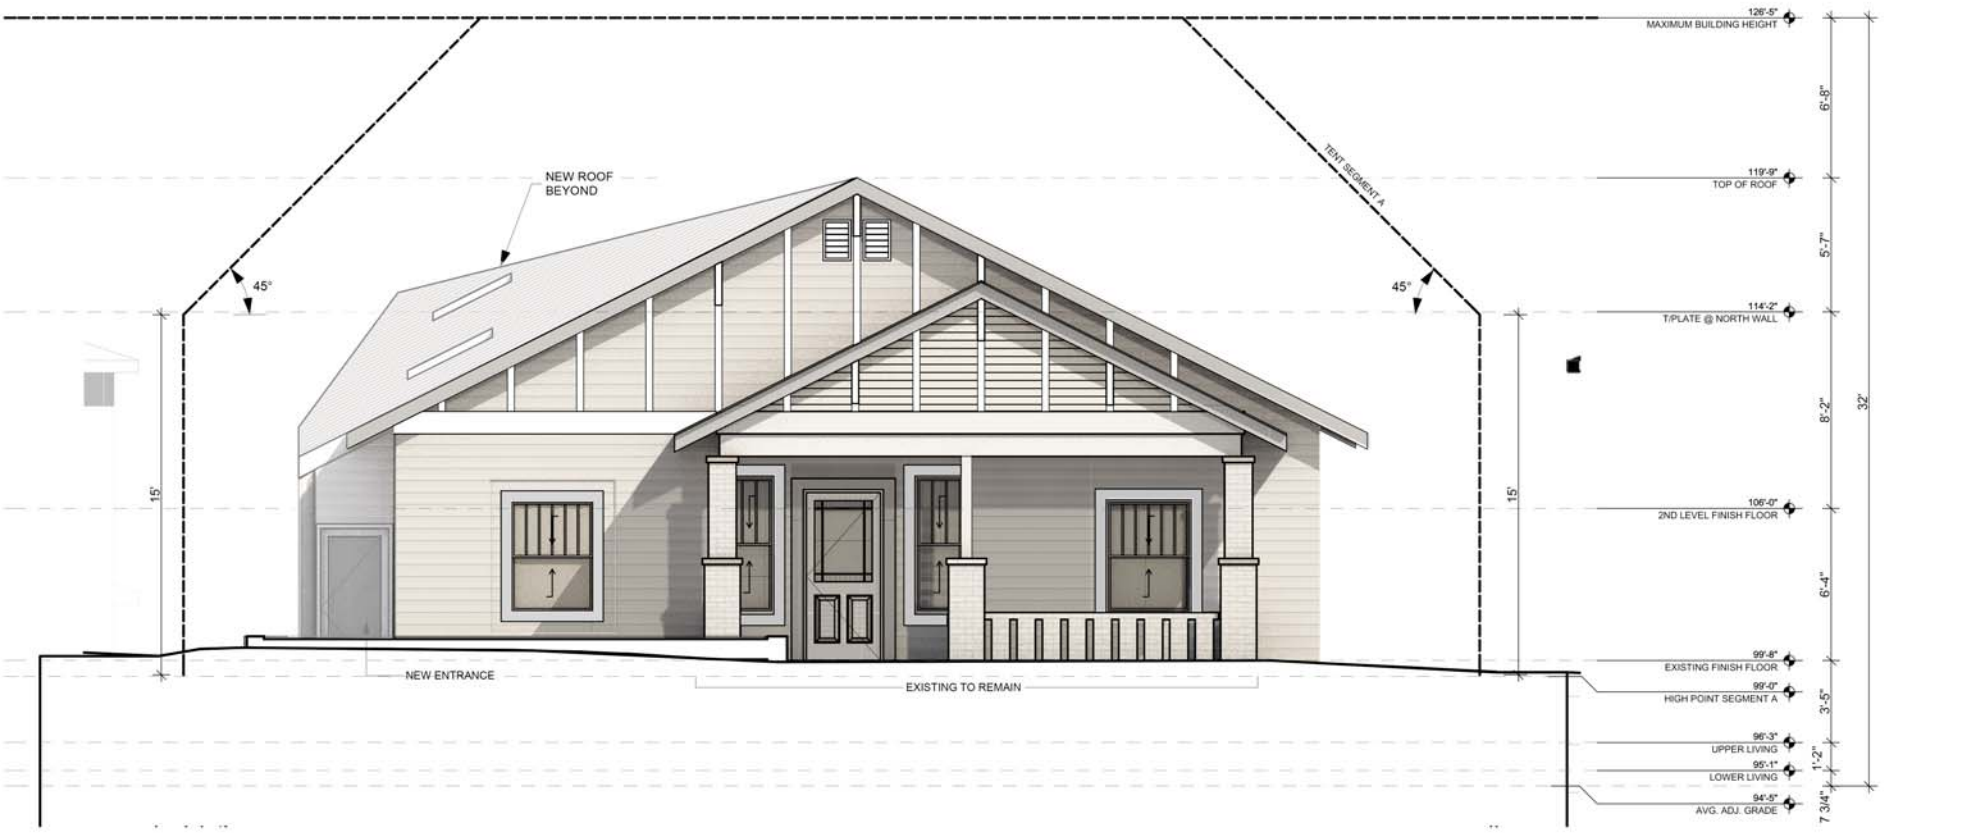 126'-5"
MAXIMUM BUILDING HEIGHT
6'-8"
TENT SEGMENT A
NEW ROOF
BEYOND
119'-9"
TOP OF ROOF
5'-7"
45°
45°
114'-2"
T/PLATE @ NORTH WALL
8'-2"
32'
15'
15'
106'-0"
2ND LEVEL FINISH FLOOR
6'-4"
99'-8"
EXISTING FINISH FLOOR
NEW ENTRANCE
EXISTING TO REMAIN
99'-0"
HIGH POINT SEGMENT A
3'-5"
96'-3"
UPPER LIVING
1'-2"
95'-1"
LOWER LIVING
94'-5"
AVG. ADJ. GRADE
7 3/4"